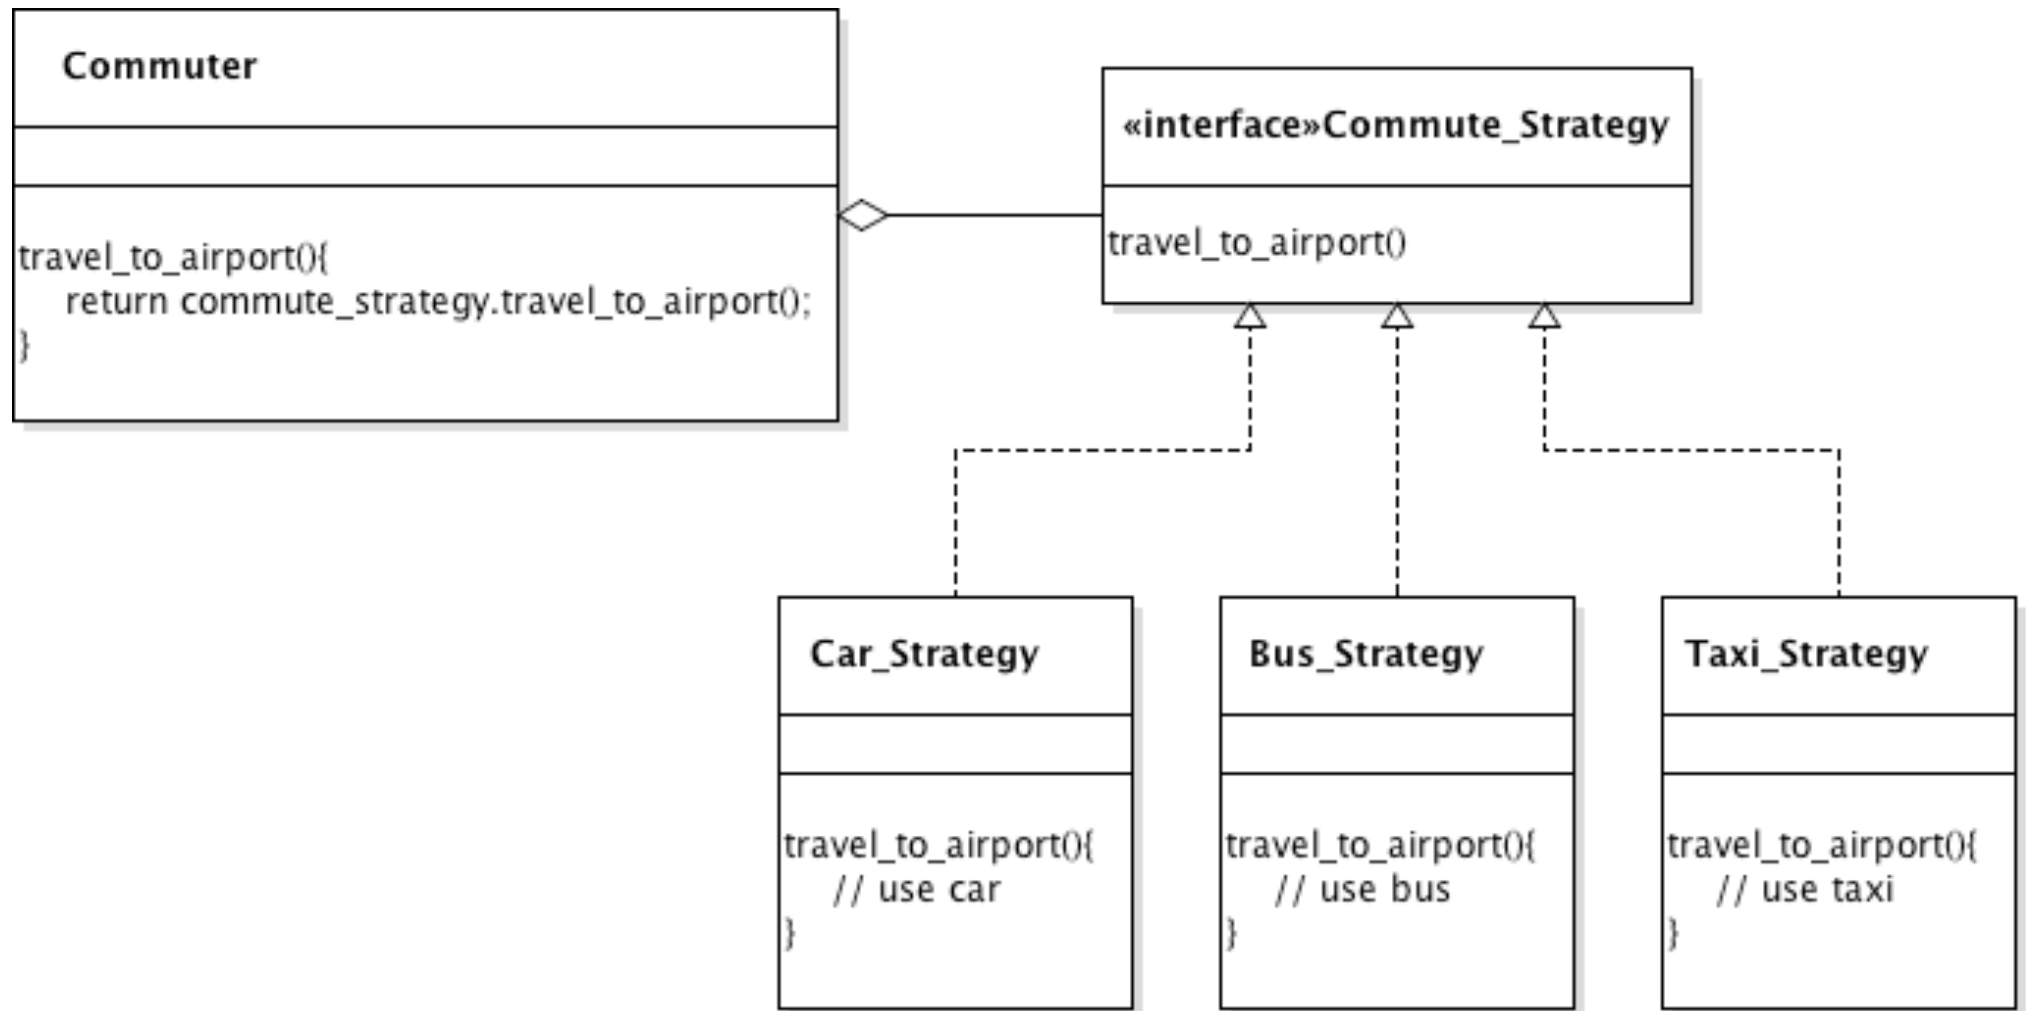 Commuter
travel_to_airport(){
return commute_strategy.travel_to_airport();
}
«interface»Commute_Strategy
travel_to_airport()
Car_Strategy
travel_to_airport(){
// use car
}
Bus_Strategy
travel_to_airport(){
// use bus
}
Taxi_Strategy
travel_to_airport(){
// use taxi
}